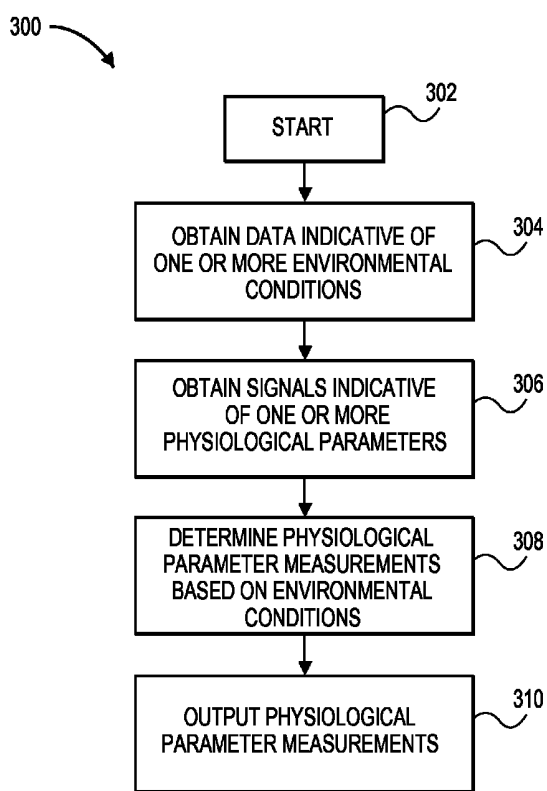 300
302
START
304
OBTAIN DATA INDICATIVE OF
ONE OR MORE ENVIRONMENTAL
CONDITIONS
306
OBTAIN SIGNALS INDICATIVE
OF ONE OR MORE
PHYSIOLOGICAL PARAMETERS
308
DETERMINE PHYSIOLOGICAL
PARAMETER MEASUREMENTS
BASED ON ENVIRONMENTAL
CONDITIONS
310
OUTPUT PHYSIOLOGICAL
PARAMETER MEASUREMENTS